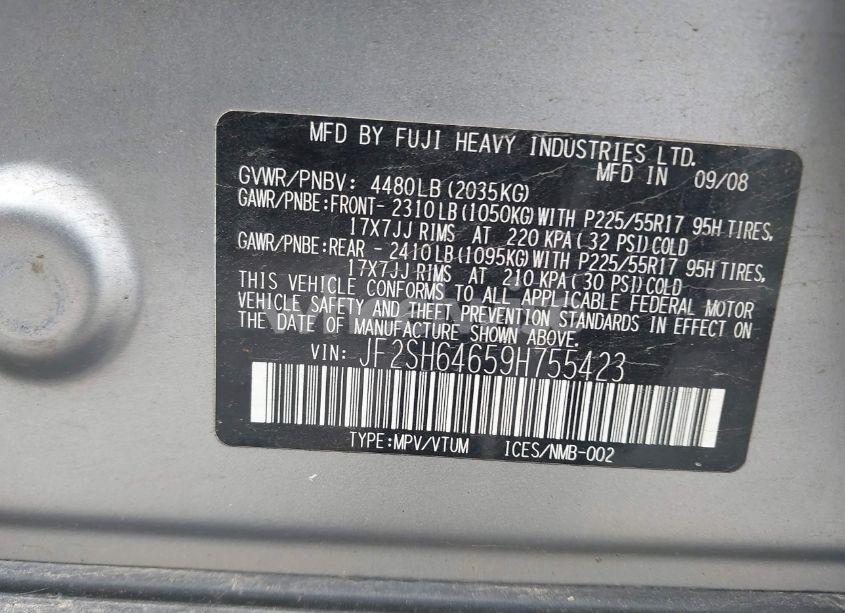 MFD BY FUJI HEAVY INDUSTRIES LTD.
MFD IN 09/08
GVWR/PNBV: 4480LB(2035KG)
GAWR/PNBE:FRONT- 2310LB(1050KG)WITH P225/55R17 95H TIRES,
17X7JJ RIMS AT 220 KPA( 32 PSI)COLD
GAWR/PNBE:REAR - 2410LB(1095KG)WITH P225/55R17 95H TIRES,
17X7JJ RIMS AT 210 KPA( 30 PSI)COLD
THIS VEHICLE CONFORMS TO ALL APPLICABLE FEDERAL MOTOR
VEHICLE SAFETY AND THEFT PREVENTION STANDARDS IN EFFECT ON
THE DATE OF MANUFACTURE SHOWN ABOVE.
VIN: JF2SH64659H755423
TYPE:MPV/VTUM ICES/NMB-002